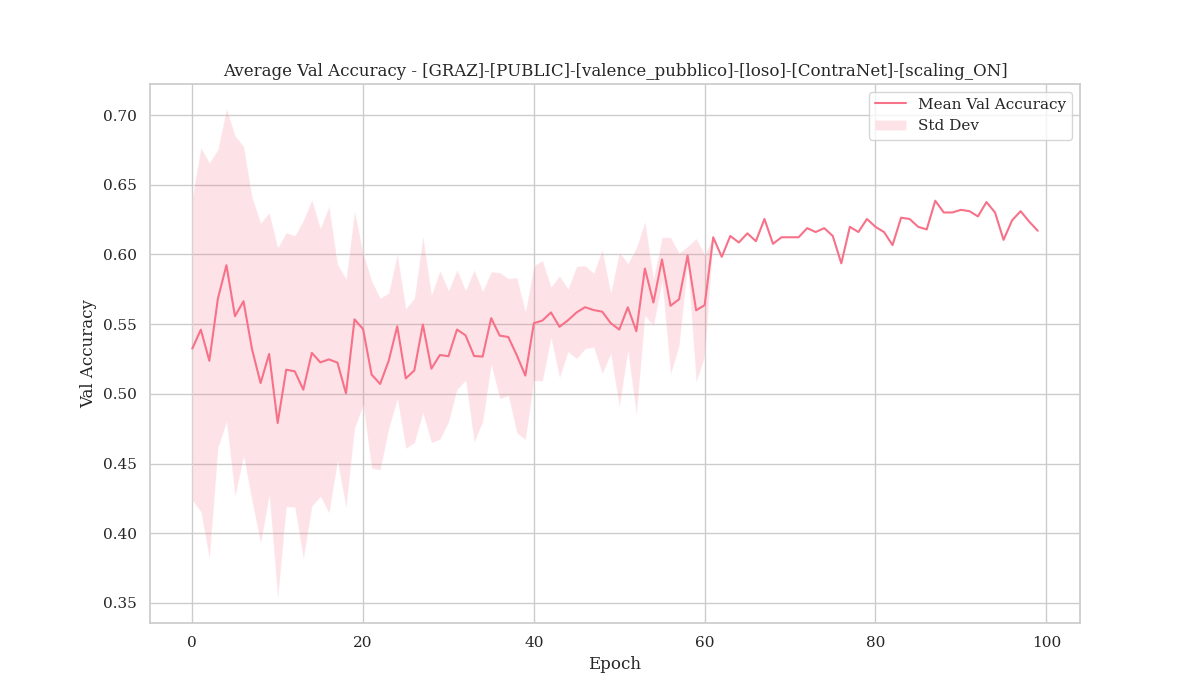 Average Val Accuracy - [GRAZ]-[PUBLIC]-[valence_pubblico]-[loso]-[ContraNet]-[scaling_ON]
Mean Val Accuracy
Std Dev
Val Accuracy
0.70
0.65
0.60
0.55
0.50
0.45
0.40
0.35
0
20
40
60
80
100
Epoch